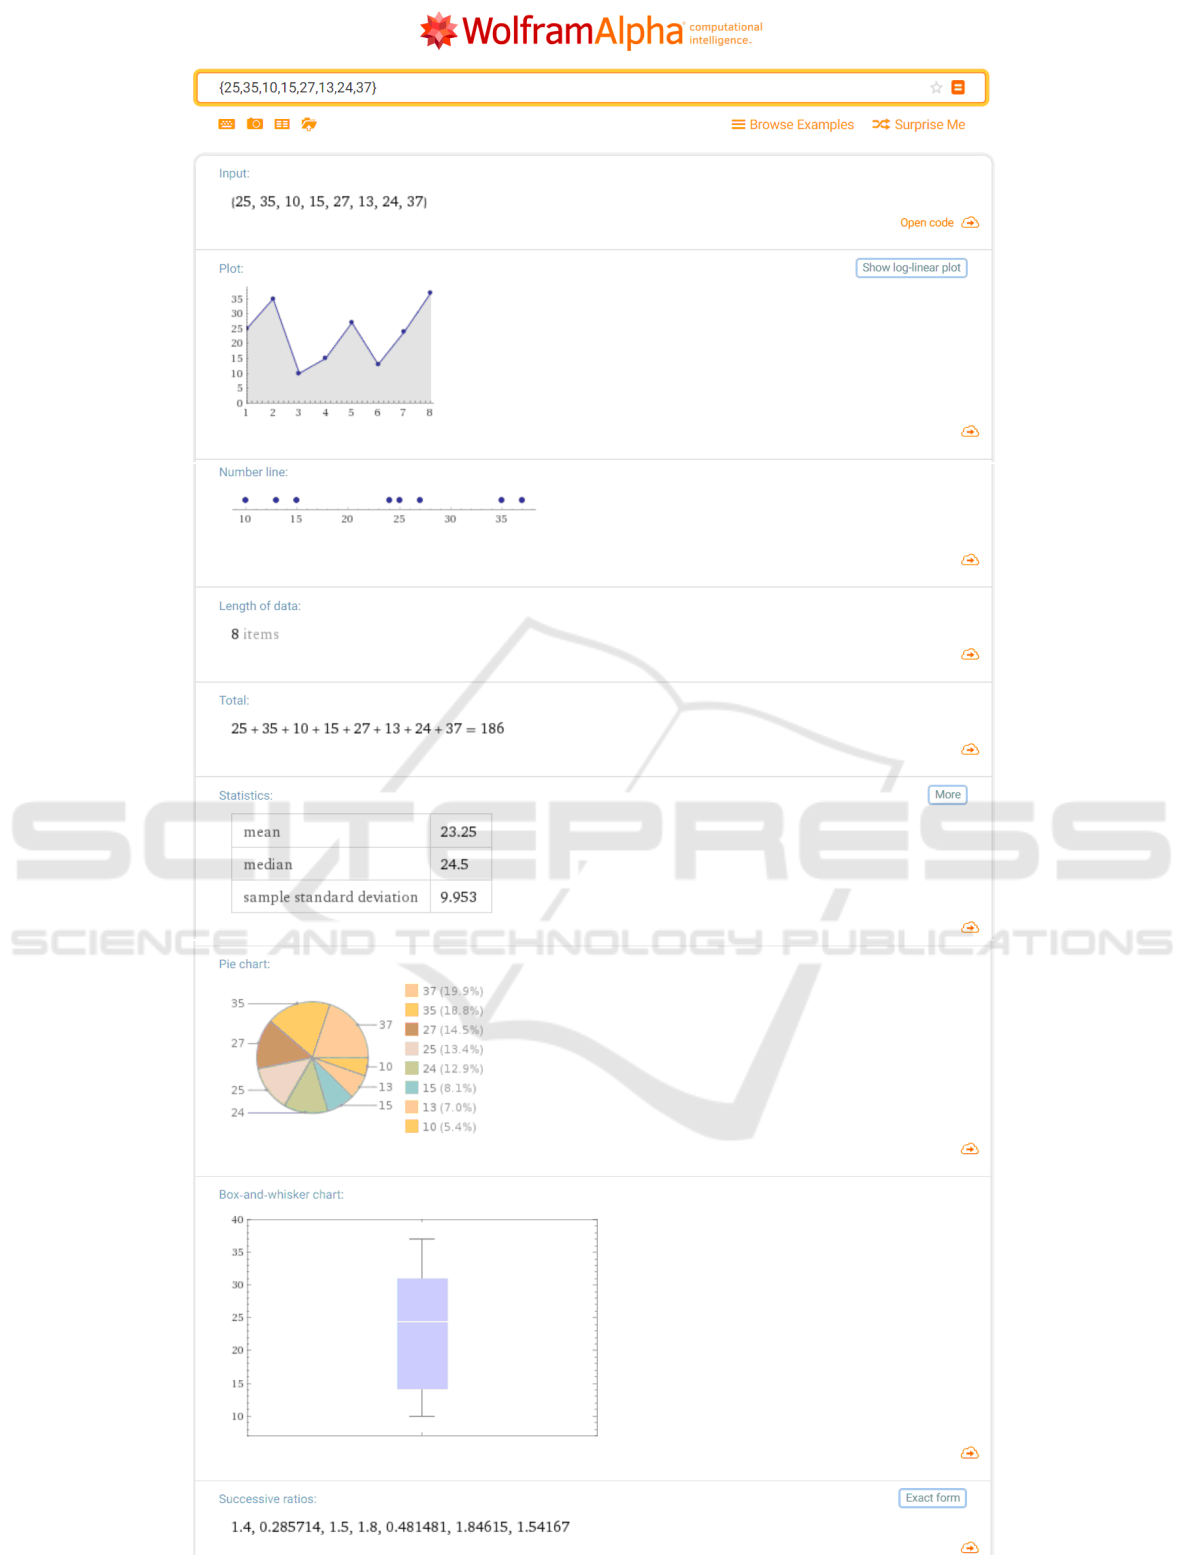 WolframAlpha computational
intelligence.
{25,35,10,15,27,13,24,37}
Browse Examples Surprise Me
Input:
{25, 35, 10, 15, 27, 13, 24, 37}
Open code
Plot:
Show log-linear plot
35
30
25
20
15
10
5
0
1 2 3 4 5 6 7 8
Number line:
10 15 20 25 30 35
Length of data:
8 items
Total:
25 + 35 + 10 + 15 + 27 + 13 + 24 + 37 = 186
Statistics:
More
mean 23.25
median 24.5
sample standard deviation 9.953
SCITEPRESS
SCIENCE AND TECHNOLOGY PUBLICATIONS
Pie chart:
35
27
25
24
37
10
13
15
37 (19.9%)
35 (18.8%)
27 (14.5%)
25 (13.4%)
24 (12.9%)
15 (8.1%)
13 (7.0%)
10 (5.4%)
Box-and-whisker chart:
40
35
30
25
20
15
10
Successive ratios:
Exact form
1.4, 0.285714, 1.5, 1.8, 0.481481, 1.84615, 1.54167